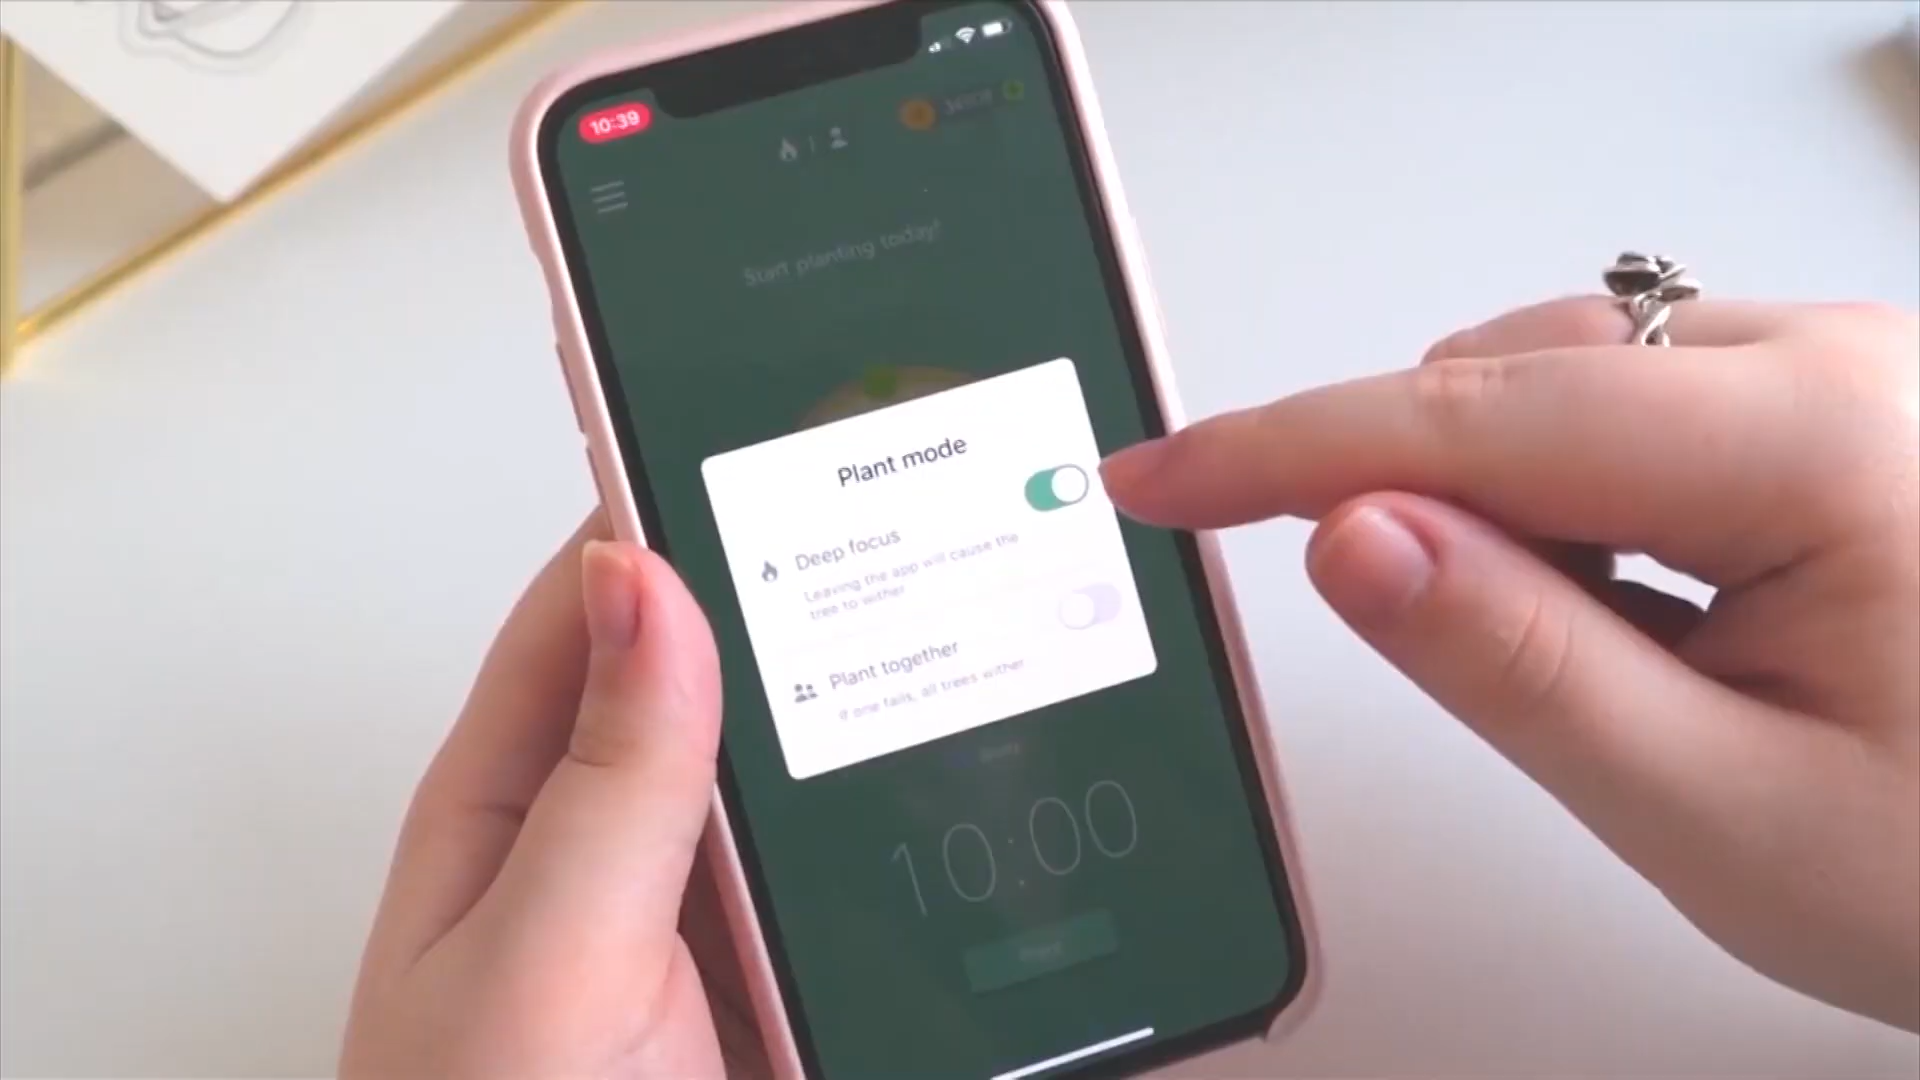 10:39
Start planting today!
Plant mode
Deep focus
Leaving the app will cause the
tree to wither
Plant together
If one fails, all trees wither
10:00
Plant